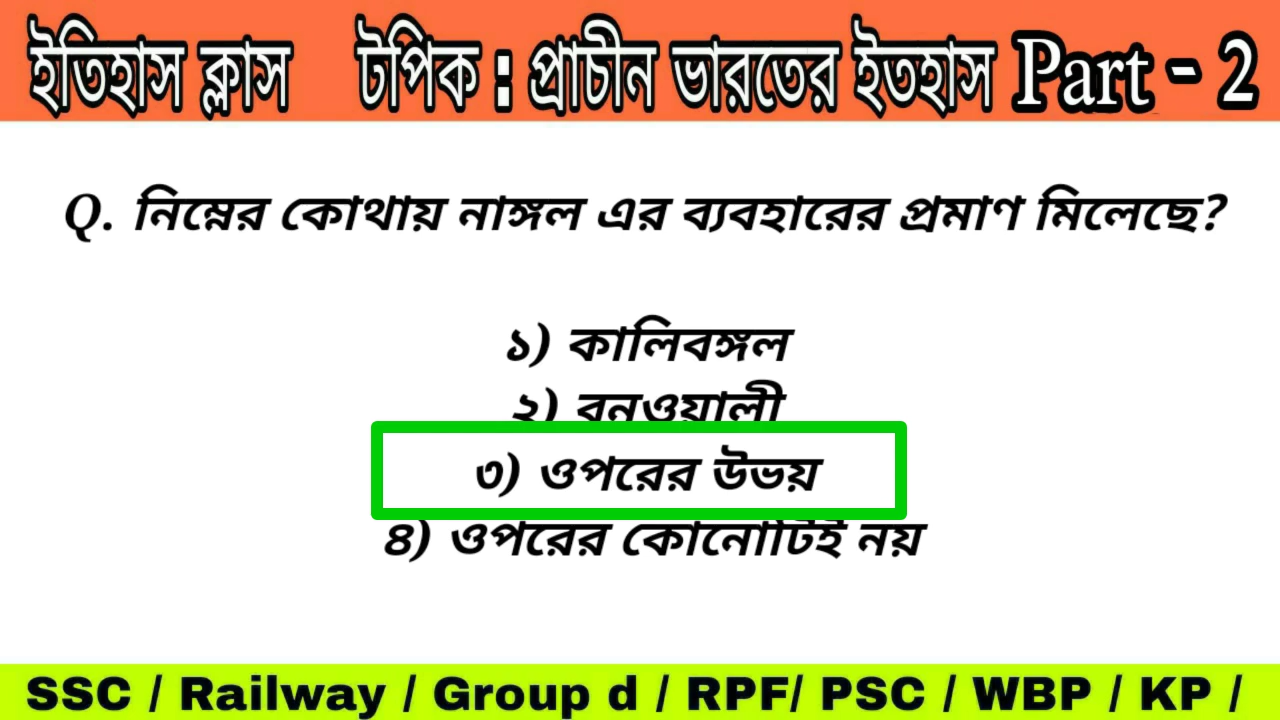 ইতিহাস ক্লাস টপিক : প্রাচীন ভারতের ইতহাস Part - 2
Q. নিম্নের কোথায় নাঙ্গল এর ব্যবহারের প্রমাণ মিলেছে?
১) কালিবঙ্গল
২) বনওয়ালী
৩) ওপরের উভয়
৪) ওপরের কোনোটিই নয়
SSC / Railway / Group d / RPF/ PSC / WBP / KP /